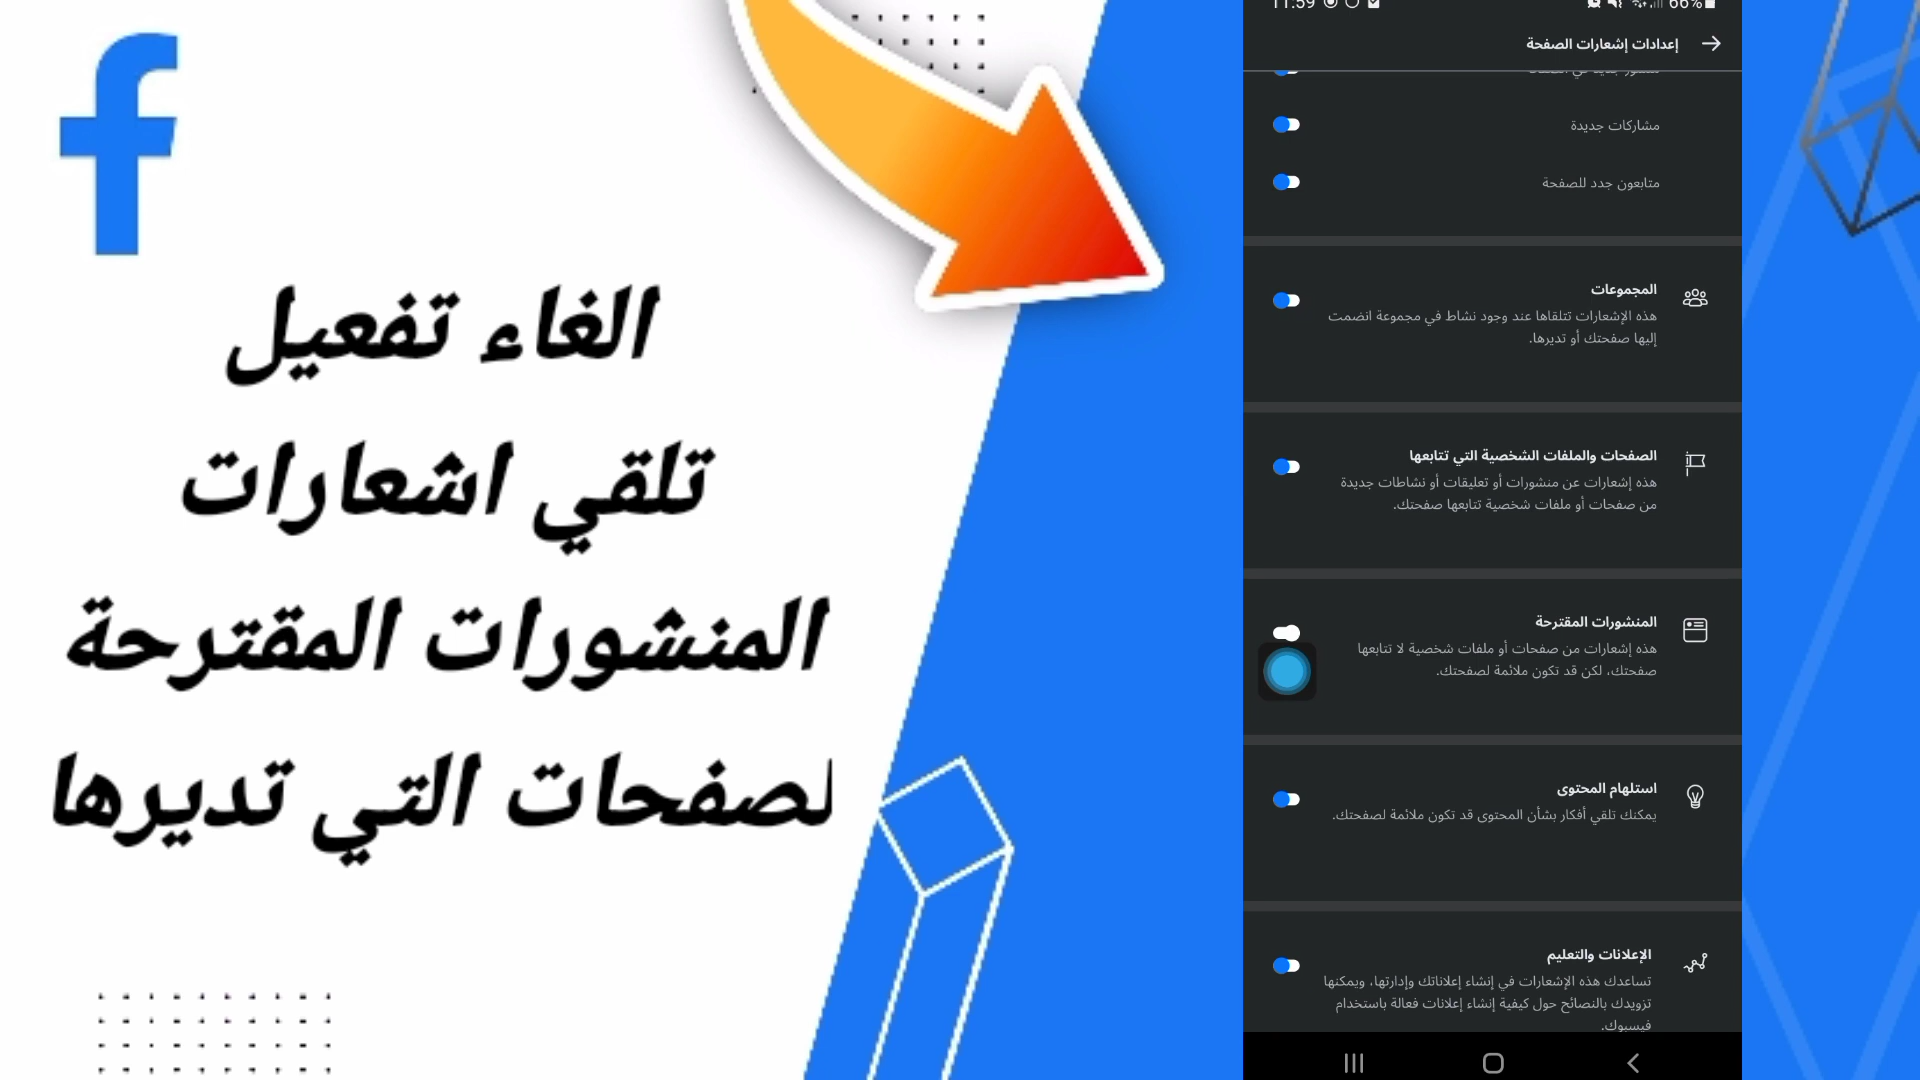 الغاء تفعيل
تلقي اشعارات
المنشورات المقترحة
لصفحات التي تديرها
11:59
66%
إعدادات إشعارات الصفحة
مشاركات جديدة
متابعون جدد للصفحة
المجموعات
هذه الإشعارات تتلقاها عند وجود نشاط في مجموعة انضمت
إليها صفحتك أو تديرها.
الصفحات والملفات الشخصية التي تتابعها
هذه إشعارات عن منشورات أو تعليقات أو نشاطات جديدة
من صفحات أو ملفات شخصية تتابعها صفحتك.
المنشورات المقترحة
هذه إشعارات من صفحات أو ملفات شخصية لا تتابعها
صفحتك، لكن قد تكون ملائمة لصفحتك.
استلهام المحتوى
يمكنك تلقي أفكار بشأن المحتوى قد تكون ملائمة لصفحتك.
الإعلانات والتعليم
تساعدك هذه الإشعارات في إنشاء إعلاناتك وإدارتها، ويمكنها
تزويدك بالنصائح حول كيفية إنشاء إعلانات فعالة باستخدام
فيسبوك.